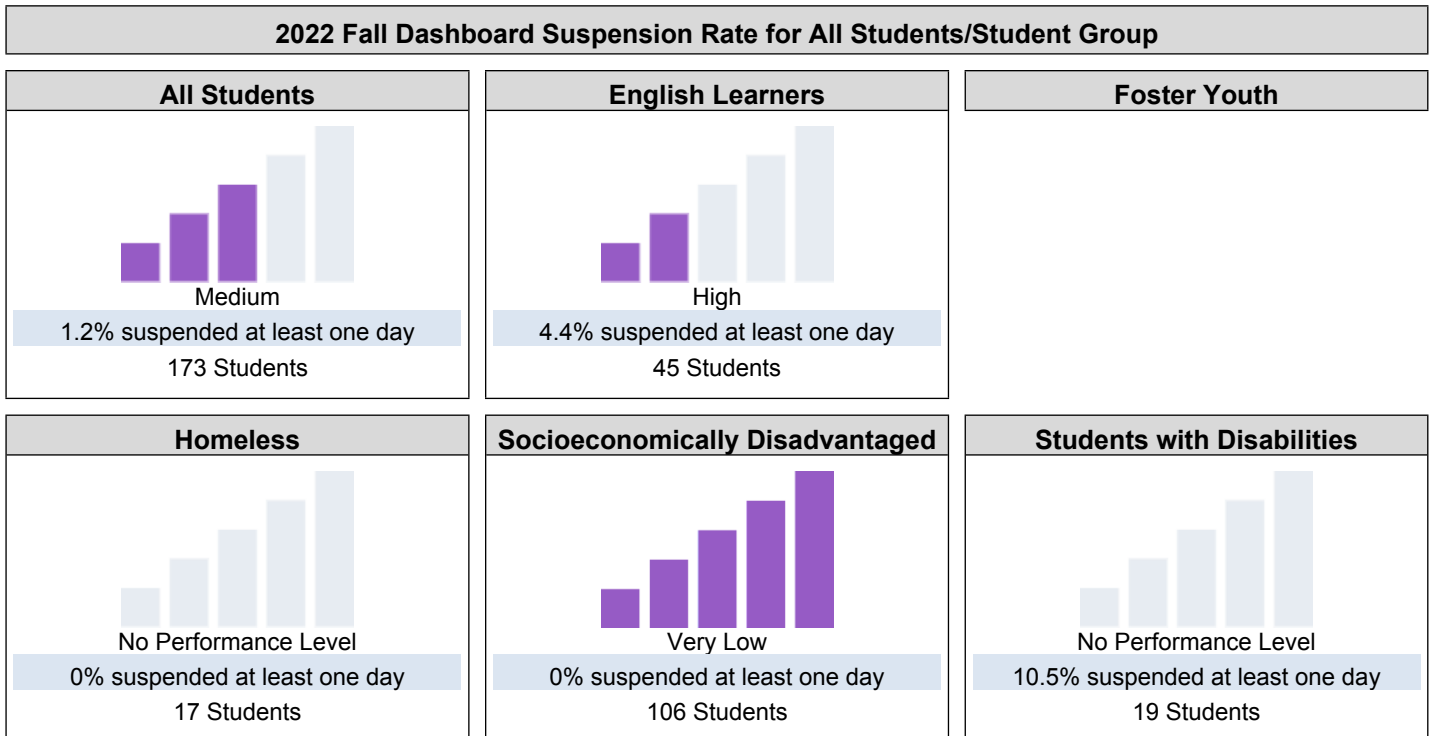 2022 Fall Dashboard Suspension Rate for All Students/Student Group
All Students
Medium
1.2% suspended at least one day
173 Students
English Learners
High
4.4% suspended at least one day
45 Students
Foster Youth
Homeless
No Performance Level
0% suspended at least one day
17 Students
Socioeconomically Disadvantaged
Very Low
0% suspended at least one day
106 Students
Students with Disabilities
No Performance Level
10.5% suspended at least one day
19 Students